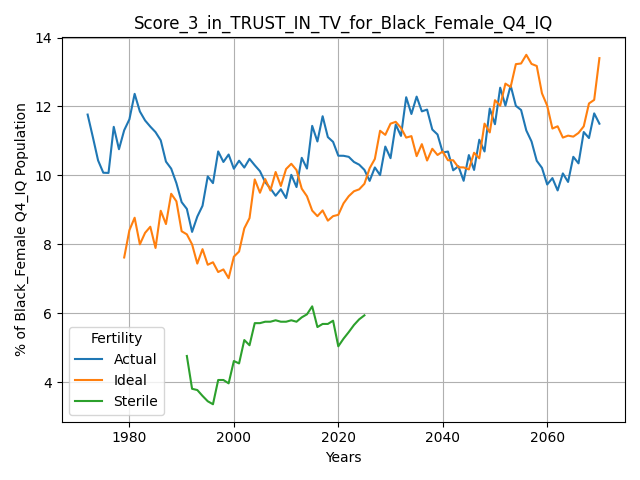 Score_3_in_TRUST_IN_TV_for_Black_Female_Q4_IQ
% of Black_Female Q4_IQ Population
14
12
10
8
6
4
Fertility
Actual
Ideal
Sterile
1980
2000
2020
2040
2060
Years